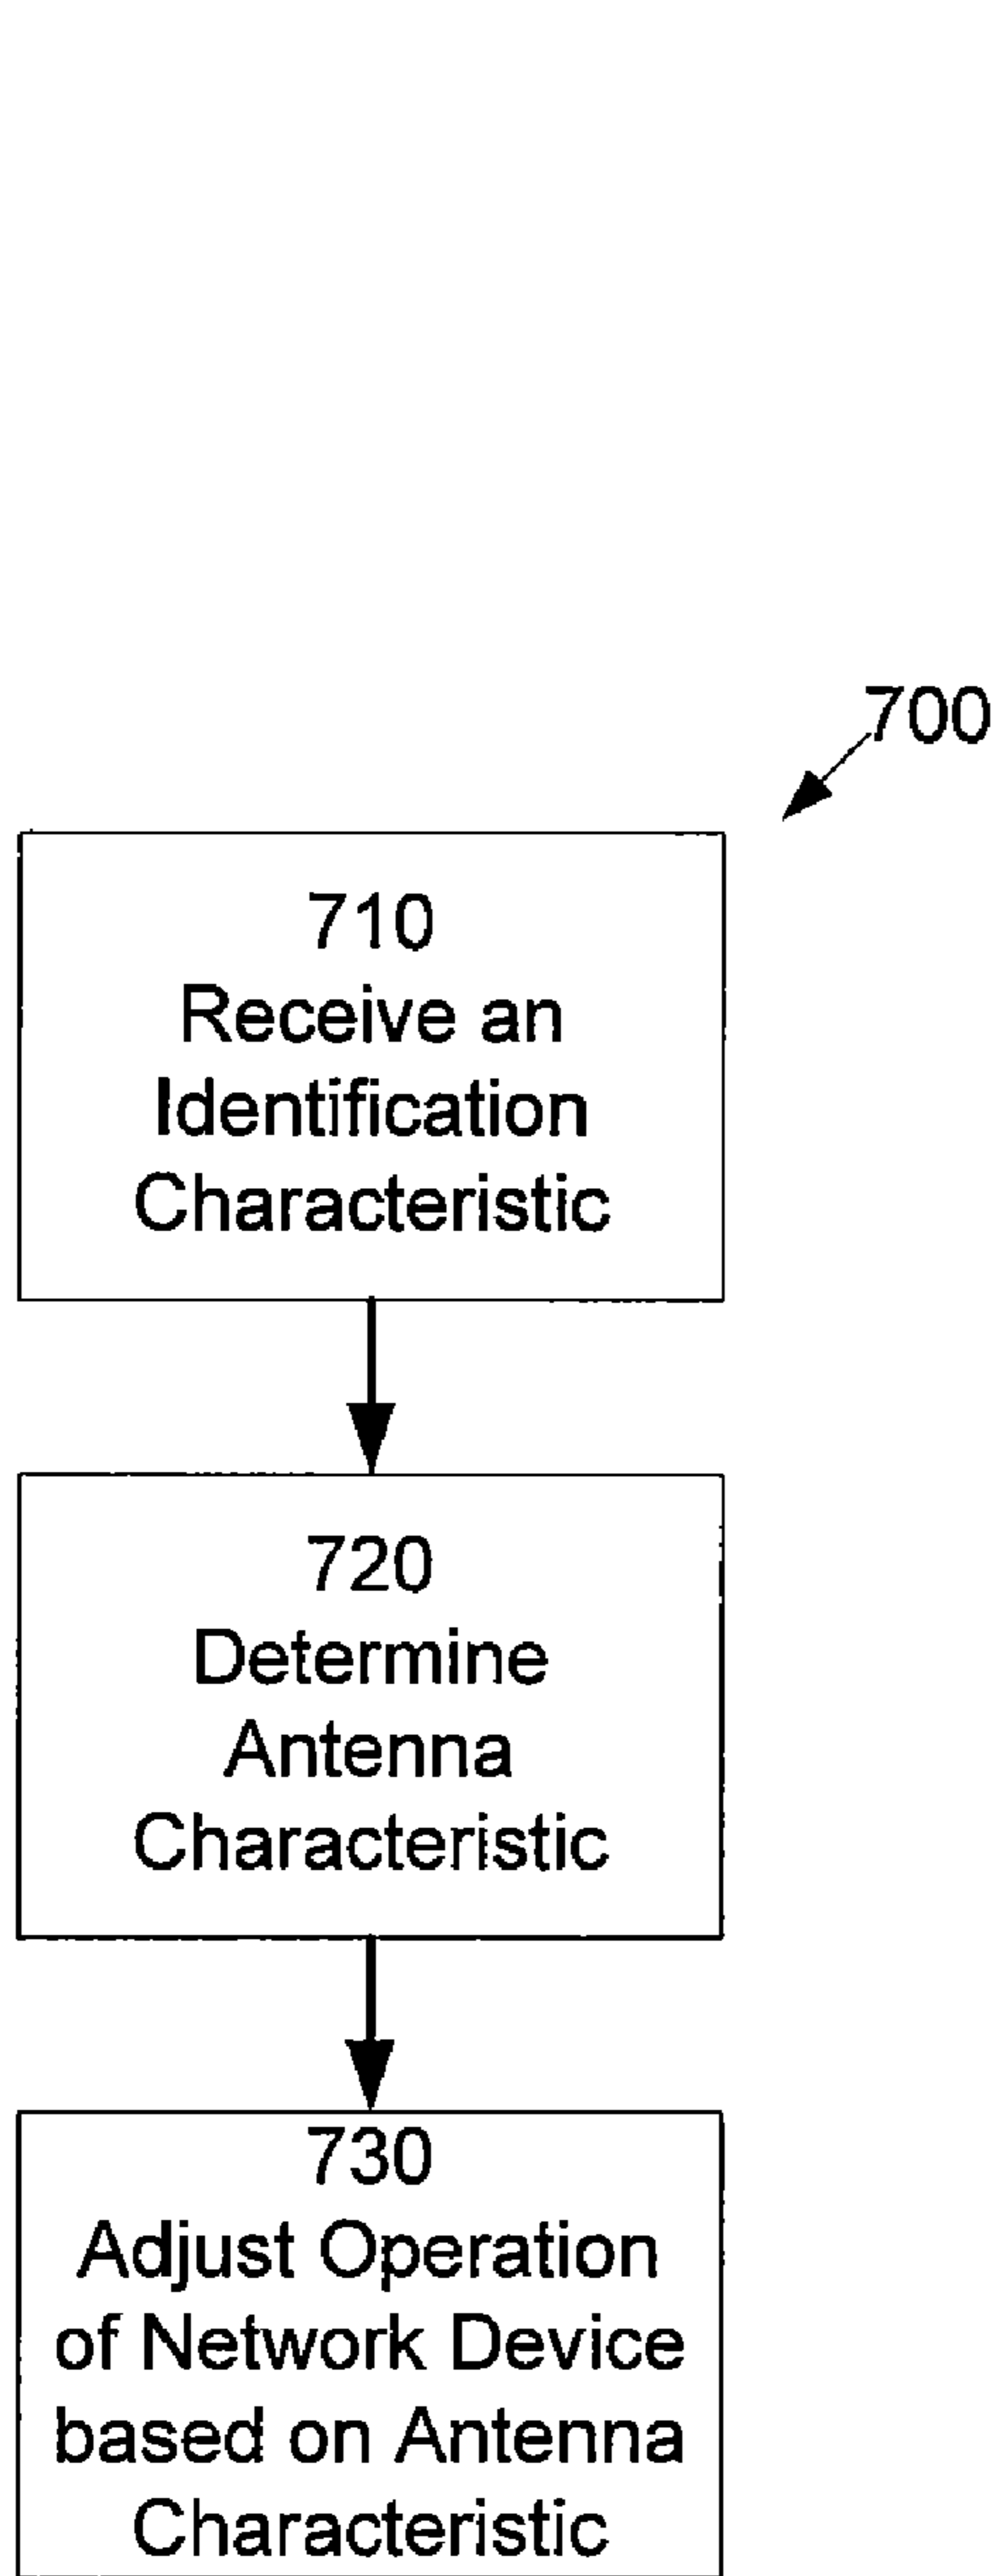 700
710
Receive an
Identification
Characteristic
720
Determine
Antenna
Characteristic
730
Adjust Operation
of Network Device
based on Antenna
Characteristic